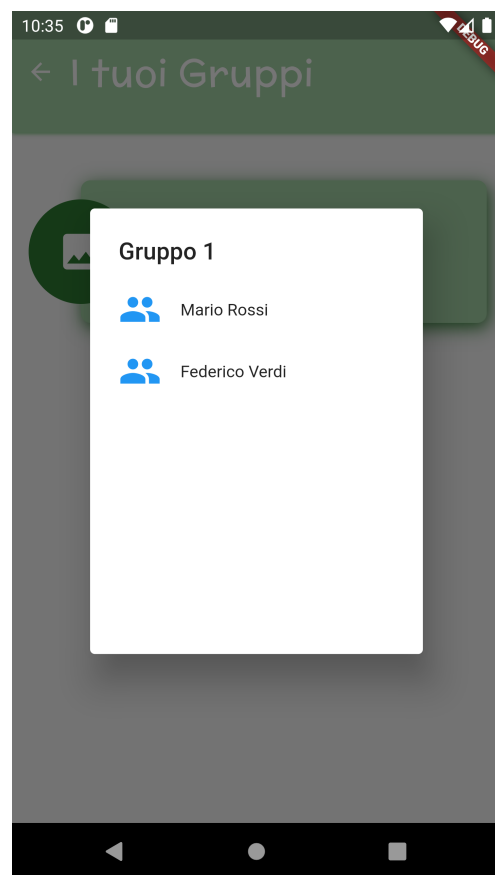 10:35
DEBUG
I tuoi Gruppi
Gruppo 1
Mario Rossi
Federico Verdi